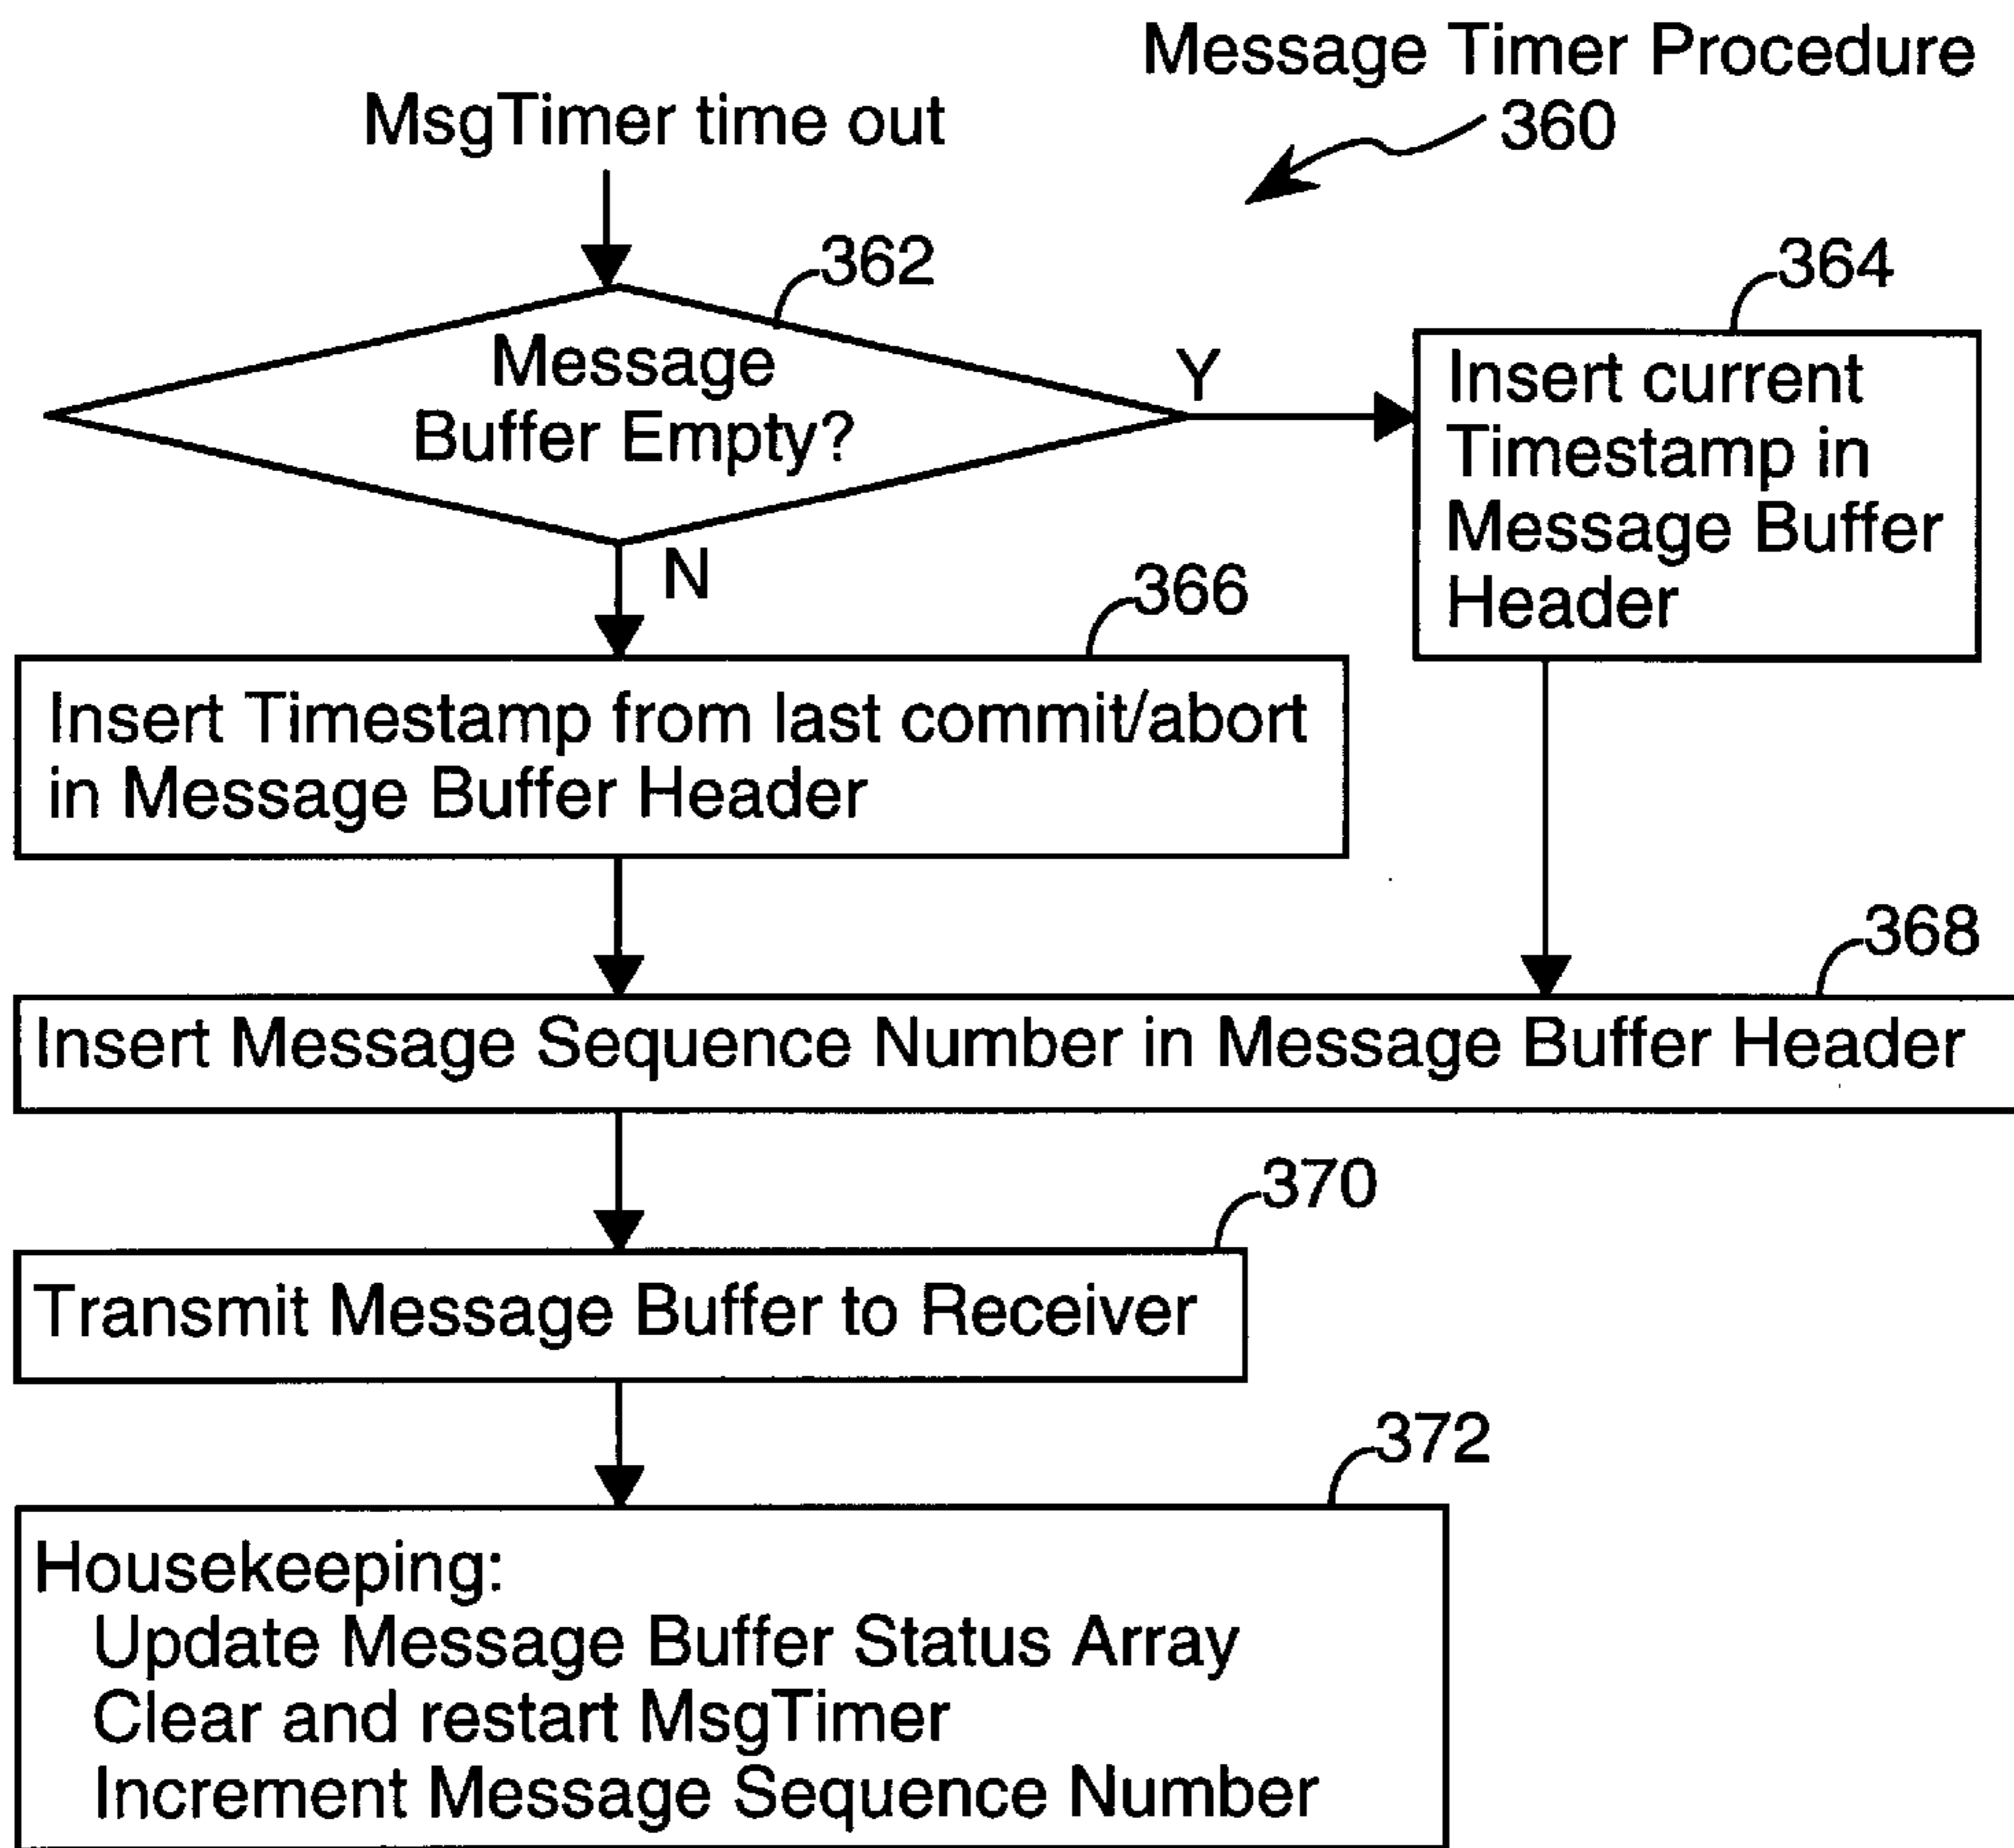 Message Timer Procedure
360
MsgTimer time out
362
Message
Buffer Empty?
Y
364
Insert current
Timestamp in
Message Buffer
Header
N
366
Insert Timestamp from last commit/abort
in Message Buffer Header
368
Insert Message Sequence Number in Message Buffer Header
370
Transmit Message Buffer to Receiver
372
Housekeeping:
Update Message Buffer Status Array
Clear and restart MsgTimer
Increment Message Sequence Number